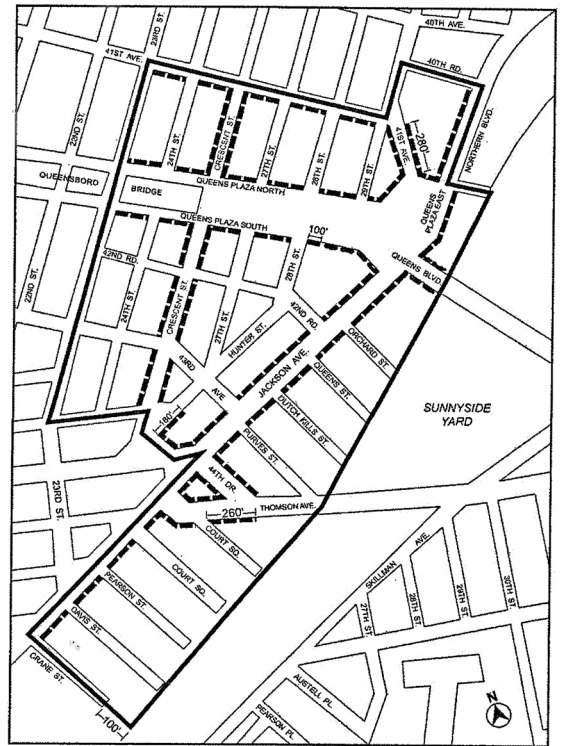 40TH AVE.
23RD ST.
41ST AVE.
40TH RD.
NORTHERN BLVD.
22ND ST.
24TH ST.
CRESCENT ST.
27TH ST.
28TH ST.
29TH ST.
41ST AVE.
280'
QUEENSBORO
BRIDGE
QUEENS PLAZA NORTH
QUEENS PLAZA EAST
QUEENS PLAZA SOUTH
100'
QUEENS BLVD.
42ND RD.
22ND ST.
24TH ST.
CRESCENT ST.
27TH ST.
28TH ST.
42ND RD.
HUNTER ST.
43RD
AVE
JACKSON AVE.
ORCHARD ST.
QUEENS ST.
DUTCH KILLS ST.
PURVES ST.
SUNNYSIDE
YARD
180'
23RD ST.
44TH DR.
THOMSON AVE.
260'
COURT SQ.
COURT SQ.
PEARSON ST.
DAVIS ST.
CRANE ST.
100'
SKILLMAN AVE.
27TH ST.
28TH ST.
29TH ST.
30TH ST.
AUSTELL PL.
PEARSON PL.
N